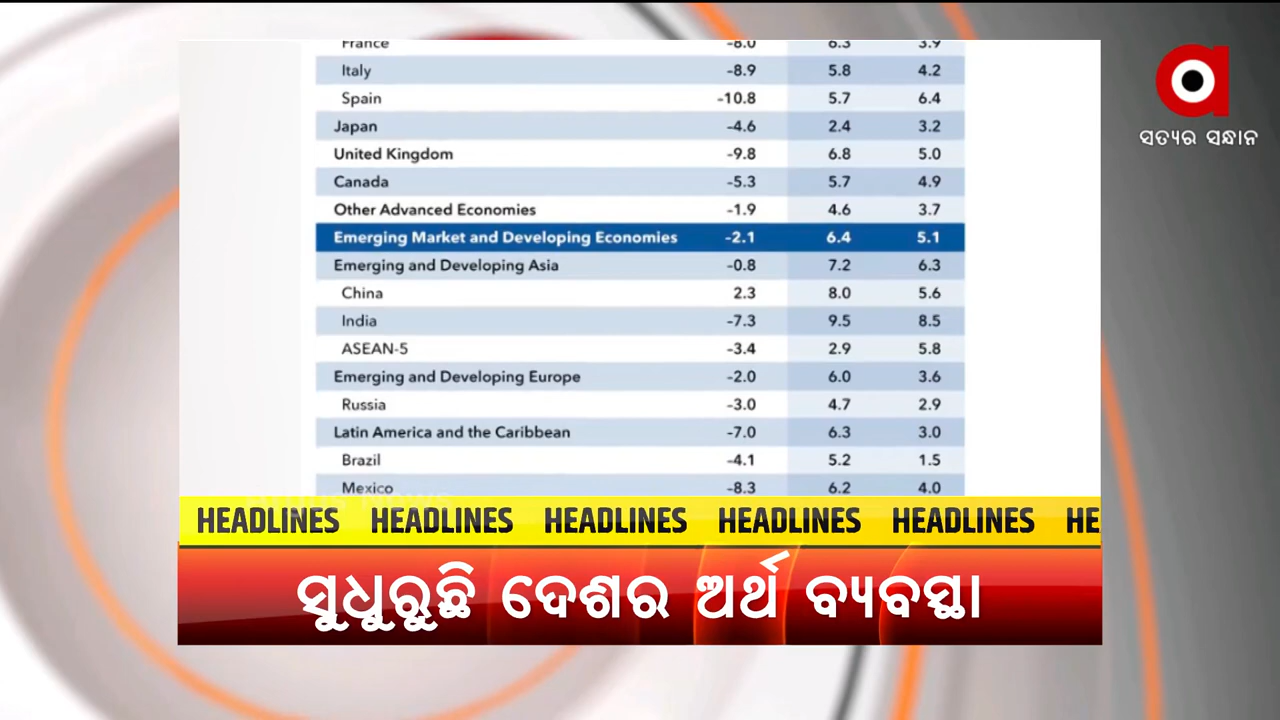 France -8.0 6.3 3.9
Italy -8.9 5.8 4.2
Spain -10.8 5.7 6.4
Japan -4.6 2.4 3.2
United Kingdom -9.8 6.8 5.0
Canada -5.3 5.7 4.9
Other Advanced Economies -1.9 4.6 3.7
Emerging Market and Developing Economies -2.1 6.4 5.1
Emerging and Developing Asia -0.8 7.2 6.3
China 2.3 8.0 5.6
India -7.3 9.5 8.5
ASEAN-5 -3.4 2.9 5.8
Emerging and Developing Europe -2.0 6.0 3.6
Russia -3.0 4.7 2.9
Latin America and the Caribbean -7.0 6.3 3.0
Brazil -4.1 5.2 1.5
Mexico -8.3 6.2 4.0
ସତ୍ୟର ସନ୍ଧାନ
HEADLINES HEADLINES HEADLINES HEADLINES HEADLINES HE
ସୁଧୁରୁଛି ଦେଶର ଅର୍ଥ ବ୍ୟବସ୍ଥା